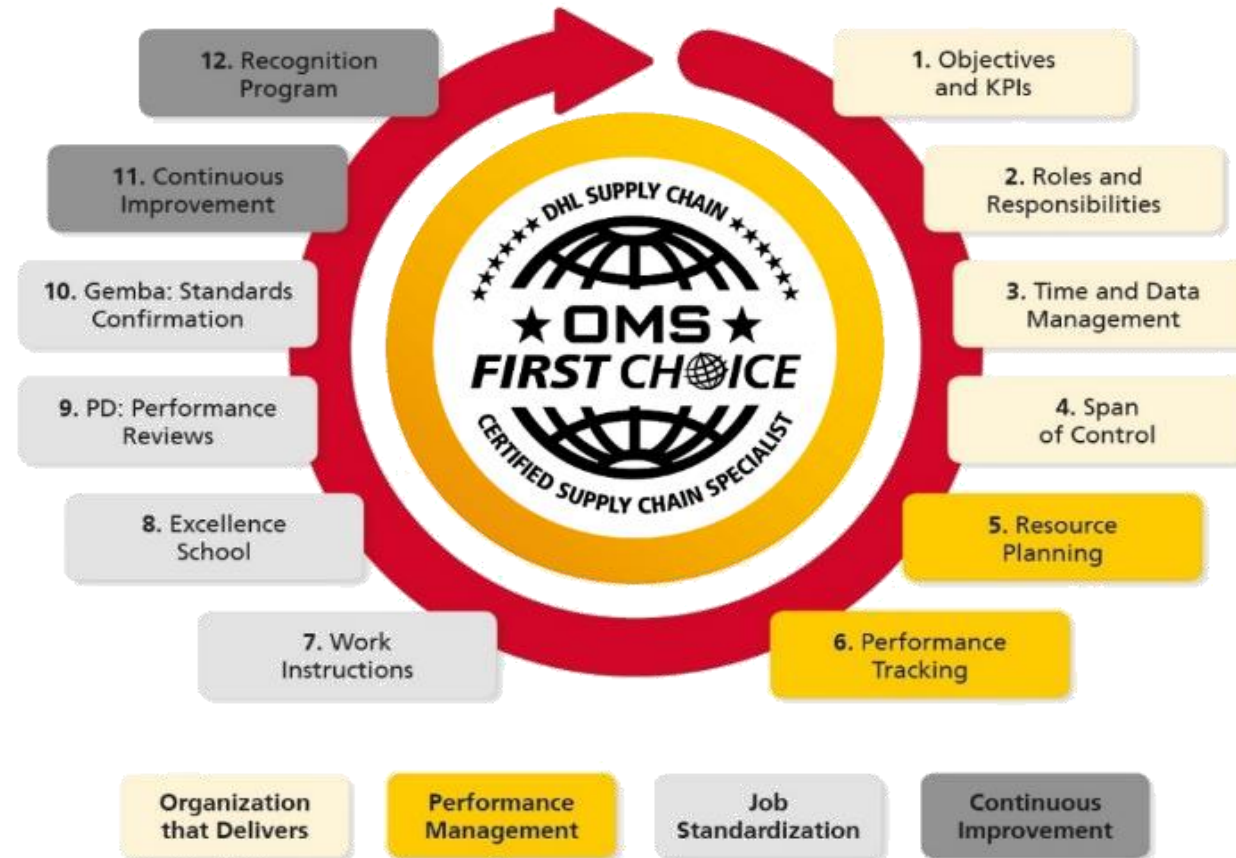 12. Recognition
Program
1. Objectives
and KPIs
11. Continuous
Improvement
2. Roles and
Responsibilities
10. Gemba: Standards
Confirmation
3. Time and Data
Management
9. PD: Performance
Reviews
4. Span
of Control
8. Excellence
School
5. Resource
Planning
7. Work
Instructions
6. Performance
Tracking
DHL SUPPLY CHAIN
OMS
FIRST CHOICE
CERTIFIED SUPPLY CHAIN SPECIALIST
Organization
that Delivers
Performance
Management
Job
Standardization
Continuous
Improvement